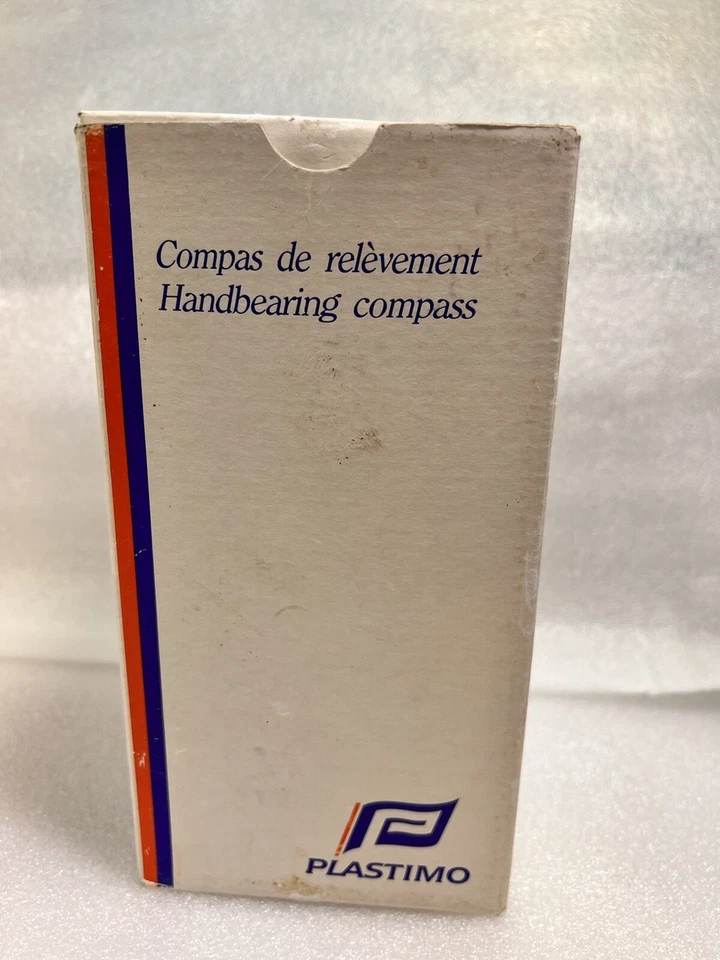 Compas de relèvement
Handbearing compass
PLASTIMO